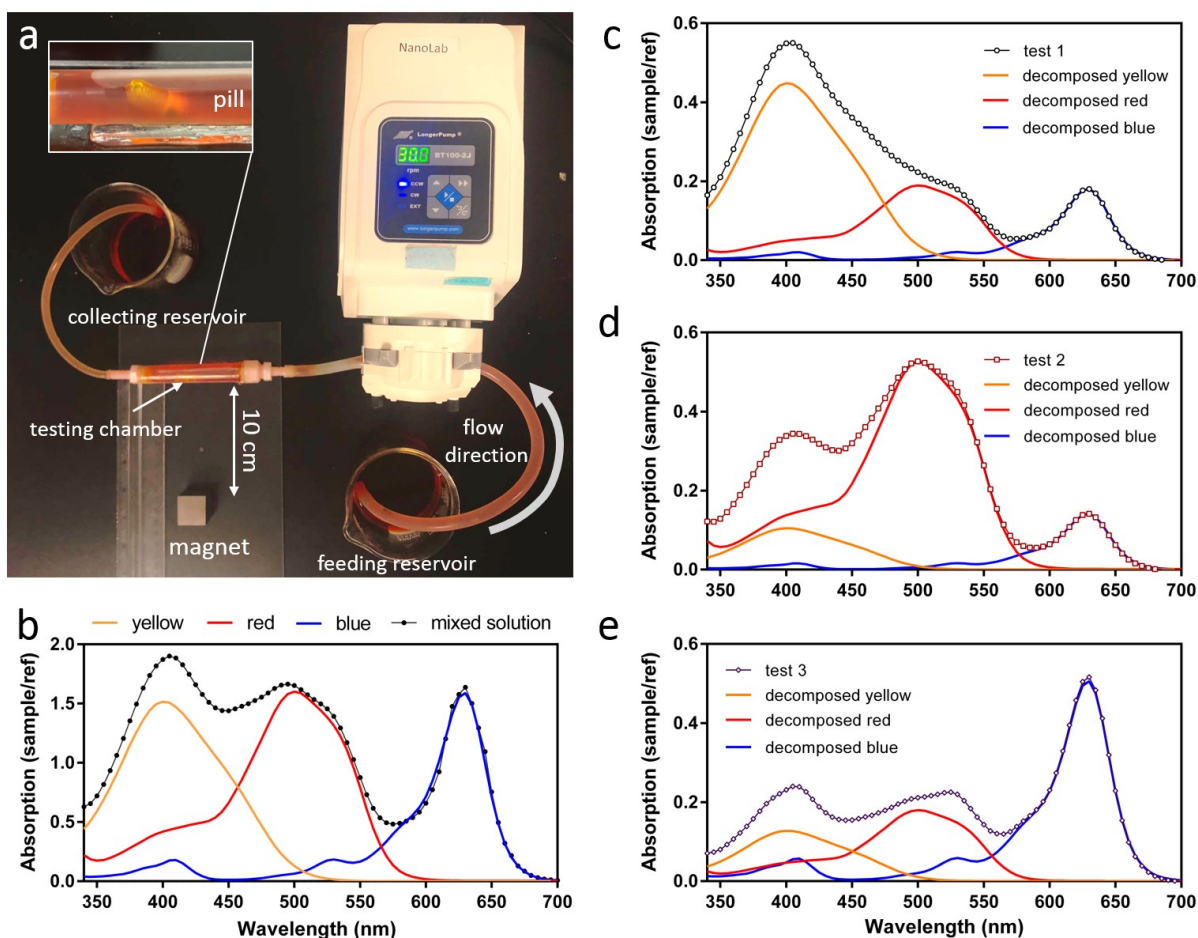 a
pill
NanoLab
LongerPump ®
30.0
BT100-2J
rpm
CCW
CW
EXT
www.longerpump.com
collecting reservoir
testing chamber
10 cm
flow
direction
magnet
feeding reservoir
b
yellow
red
blue
mixed solution
Absorption (sample/ref)
2.0
1.5
1.0
0.5
0.0
350 400 450 500 550 600 650 700
Wavelength (nm)
c
test 1
decomposed yellow
decomposed red
decomposed blue
Absorption (sample/ref)
0.6
0.4
0.2
0.0
350 400 450 500 550 600 650 700
d
test 2
decomposed yellow
decomposed red
decomposed blue
Absorption (sample/ref)
0.6
0.4
0.2
0.0
350 400 450 500 550 600 650 700
e
test 3
decomposed yellow
decomposed red
decomposed blue
Absorption (sample/ref)
0.6
0.4
0.2
0.0
350 400 450 500 550 600 650 700
Wavelength (nm)